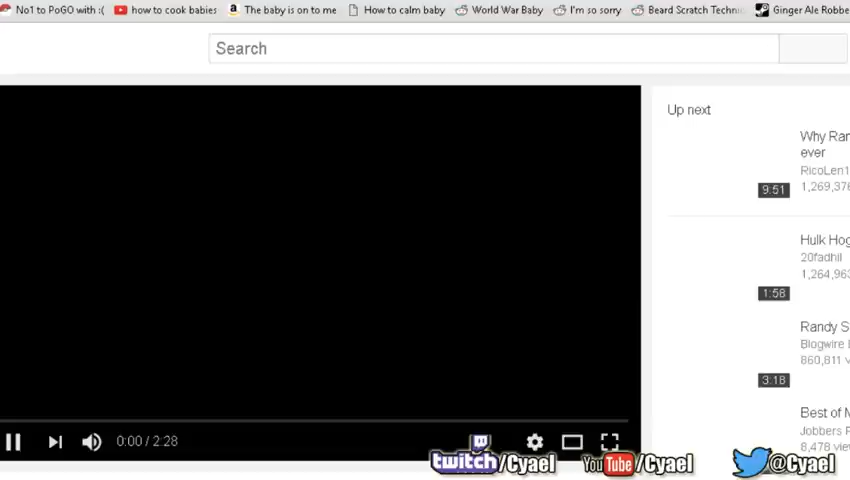 No1 to PoGO with :( how to cook babies The baby is on to me How to calm baby World War Baby I'm so sorry Beard Scratch Techni Ginger Ale Robbe
Search
Up next
Why Ran
ever
RicoLen1
1,269,376
9:51
Hulk Hog
20fadhil
1,264,963
1:58
Randy S
Blogwire
860,811 v
3:18
Best of M
Jobbers F
8,478 view
0:00 / 2:28
twitch/Cyael
YouTube/Cyael
@Cyael